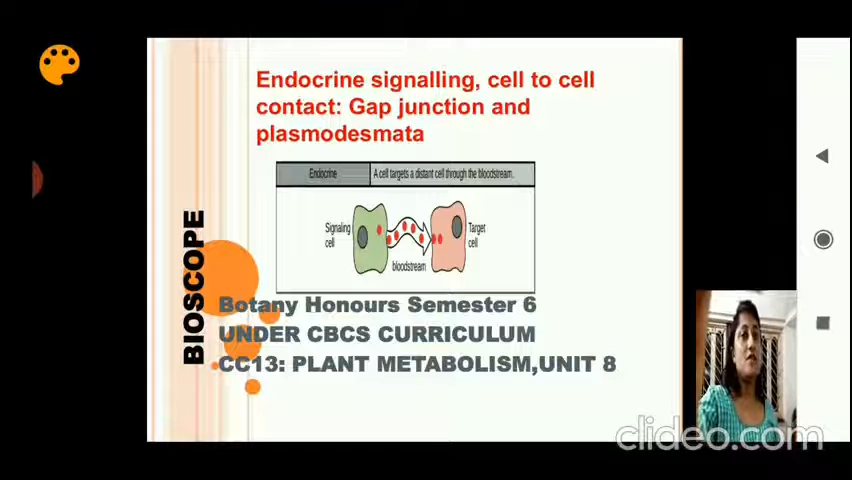 Endocrine signalling, cell to cell
contact: Gap junction and
plasmodesmata
Endocrine
A cell targets a distant cell through the bloodstream.
Signaling
cell
Target
cell
bloodstream
BIOSCOPE
Botany Honours Semester 6
UNDER CBCS CURRICULUM
CC13: PLANT METABOLISM,UNIT 8
clideo.com